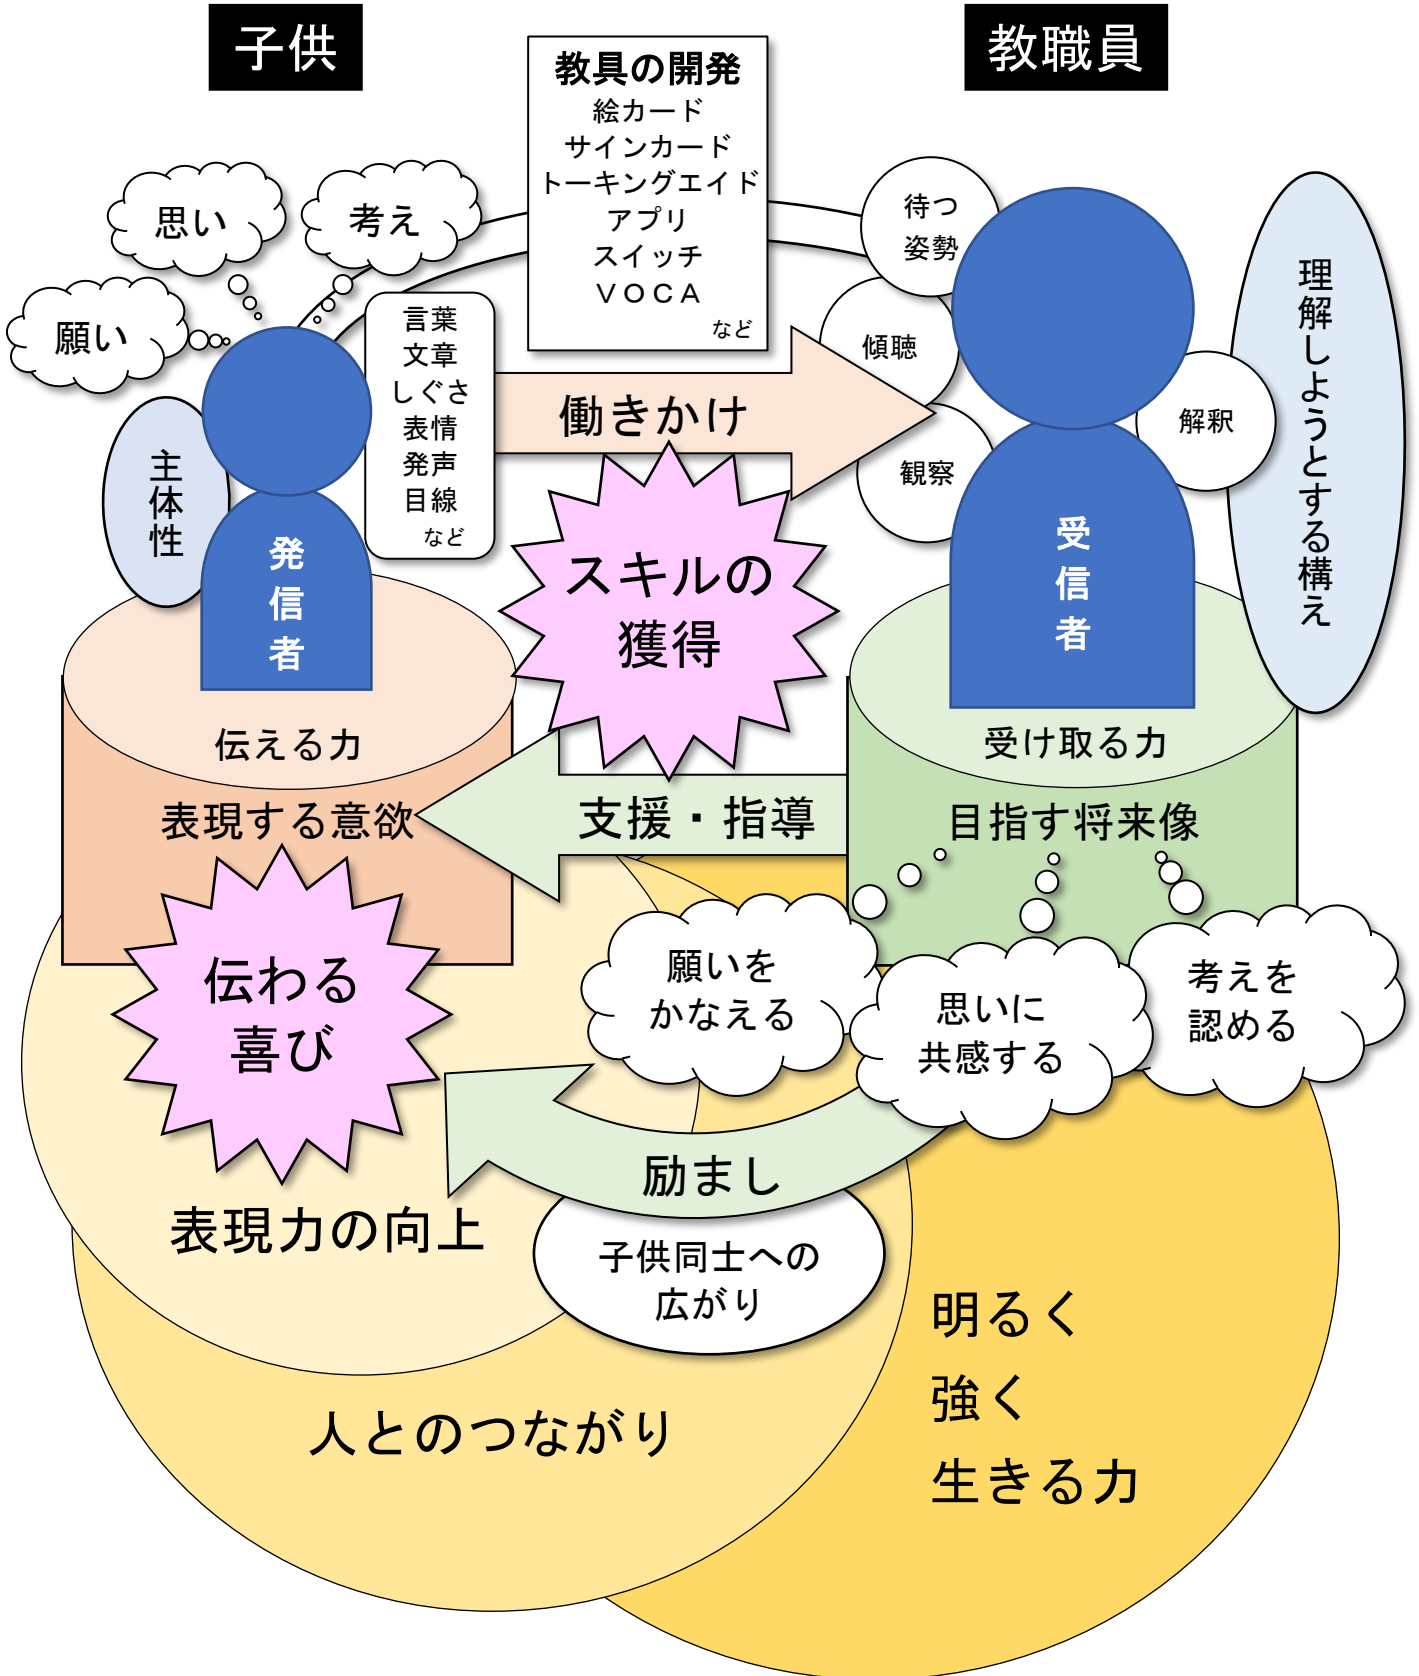 子供
教職員
教具の開発
絵カード
サインカード
トーキングエイド
アプリ
スイッチ
ＶＯＣＡ
など
思い
考え
願い
言葉
文章
しぐさ
表情
発声
目線
など
主体性
発信者
働きかけ
待つ
姿勢
傾聴
観察
解釈
受信者
理解しようとする構え
スキルの
獲得
伝える力
表現する意欲
支援・指導
受け取る力
目指す将来像
伝わる
喜び
願いを
かなえる
思いに
共感する
考えを
認める
励まし
表現力の向上
子供同士への
広がり
人とのつながり
明るく
強く
生きる力